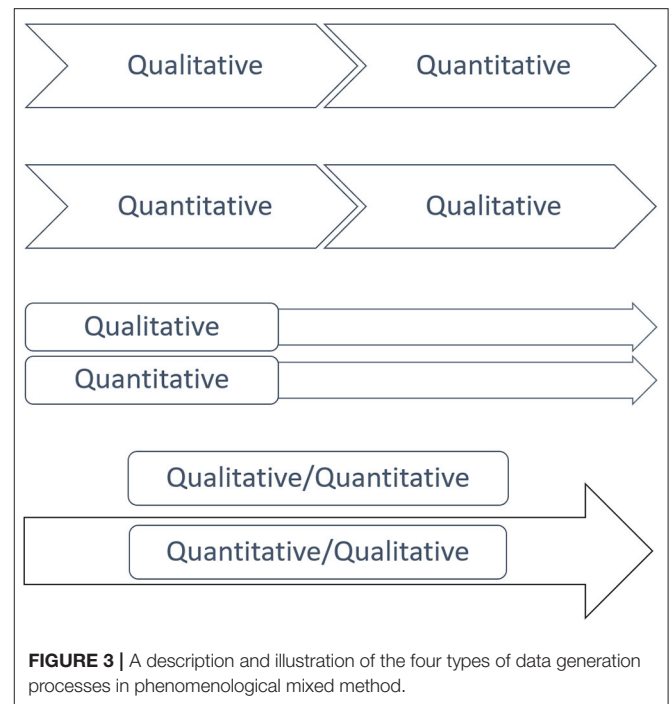 Qualitative
Quantitative
Quantitative
Qualitative
Qualitative
Quantitative
Qualitative/Quantitative
Quantitative/Qualitative
FIGURE 3 | A description and illustration of the four types of data generation
processes in phenomenological mixed method.